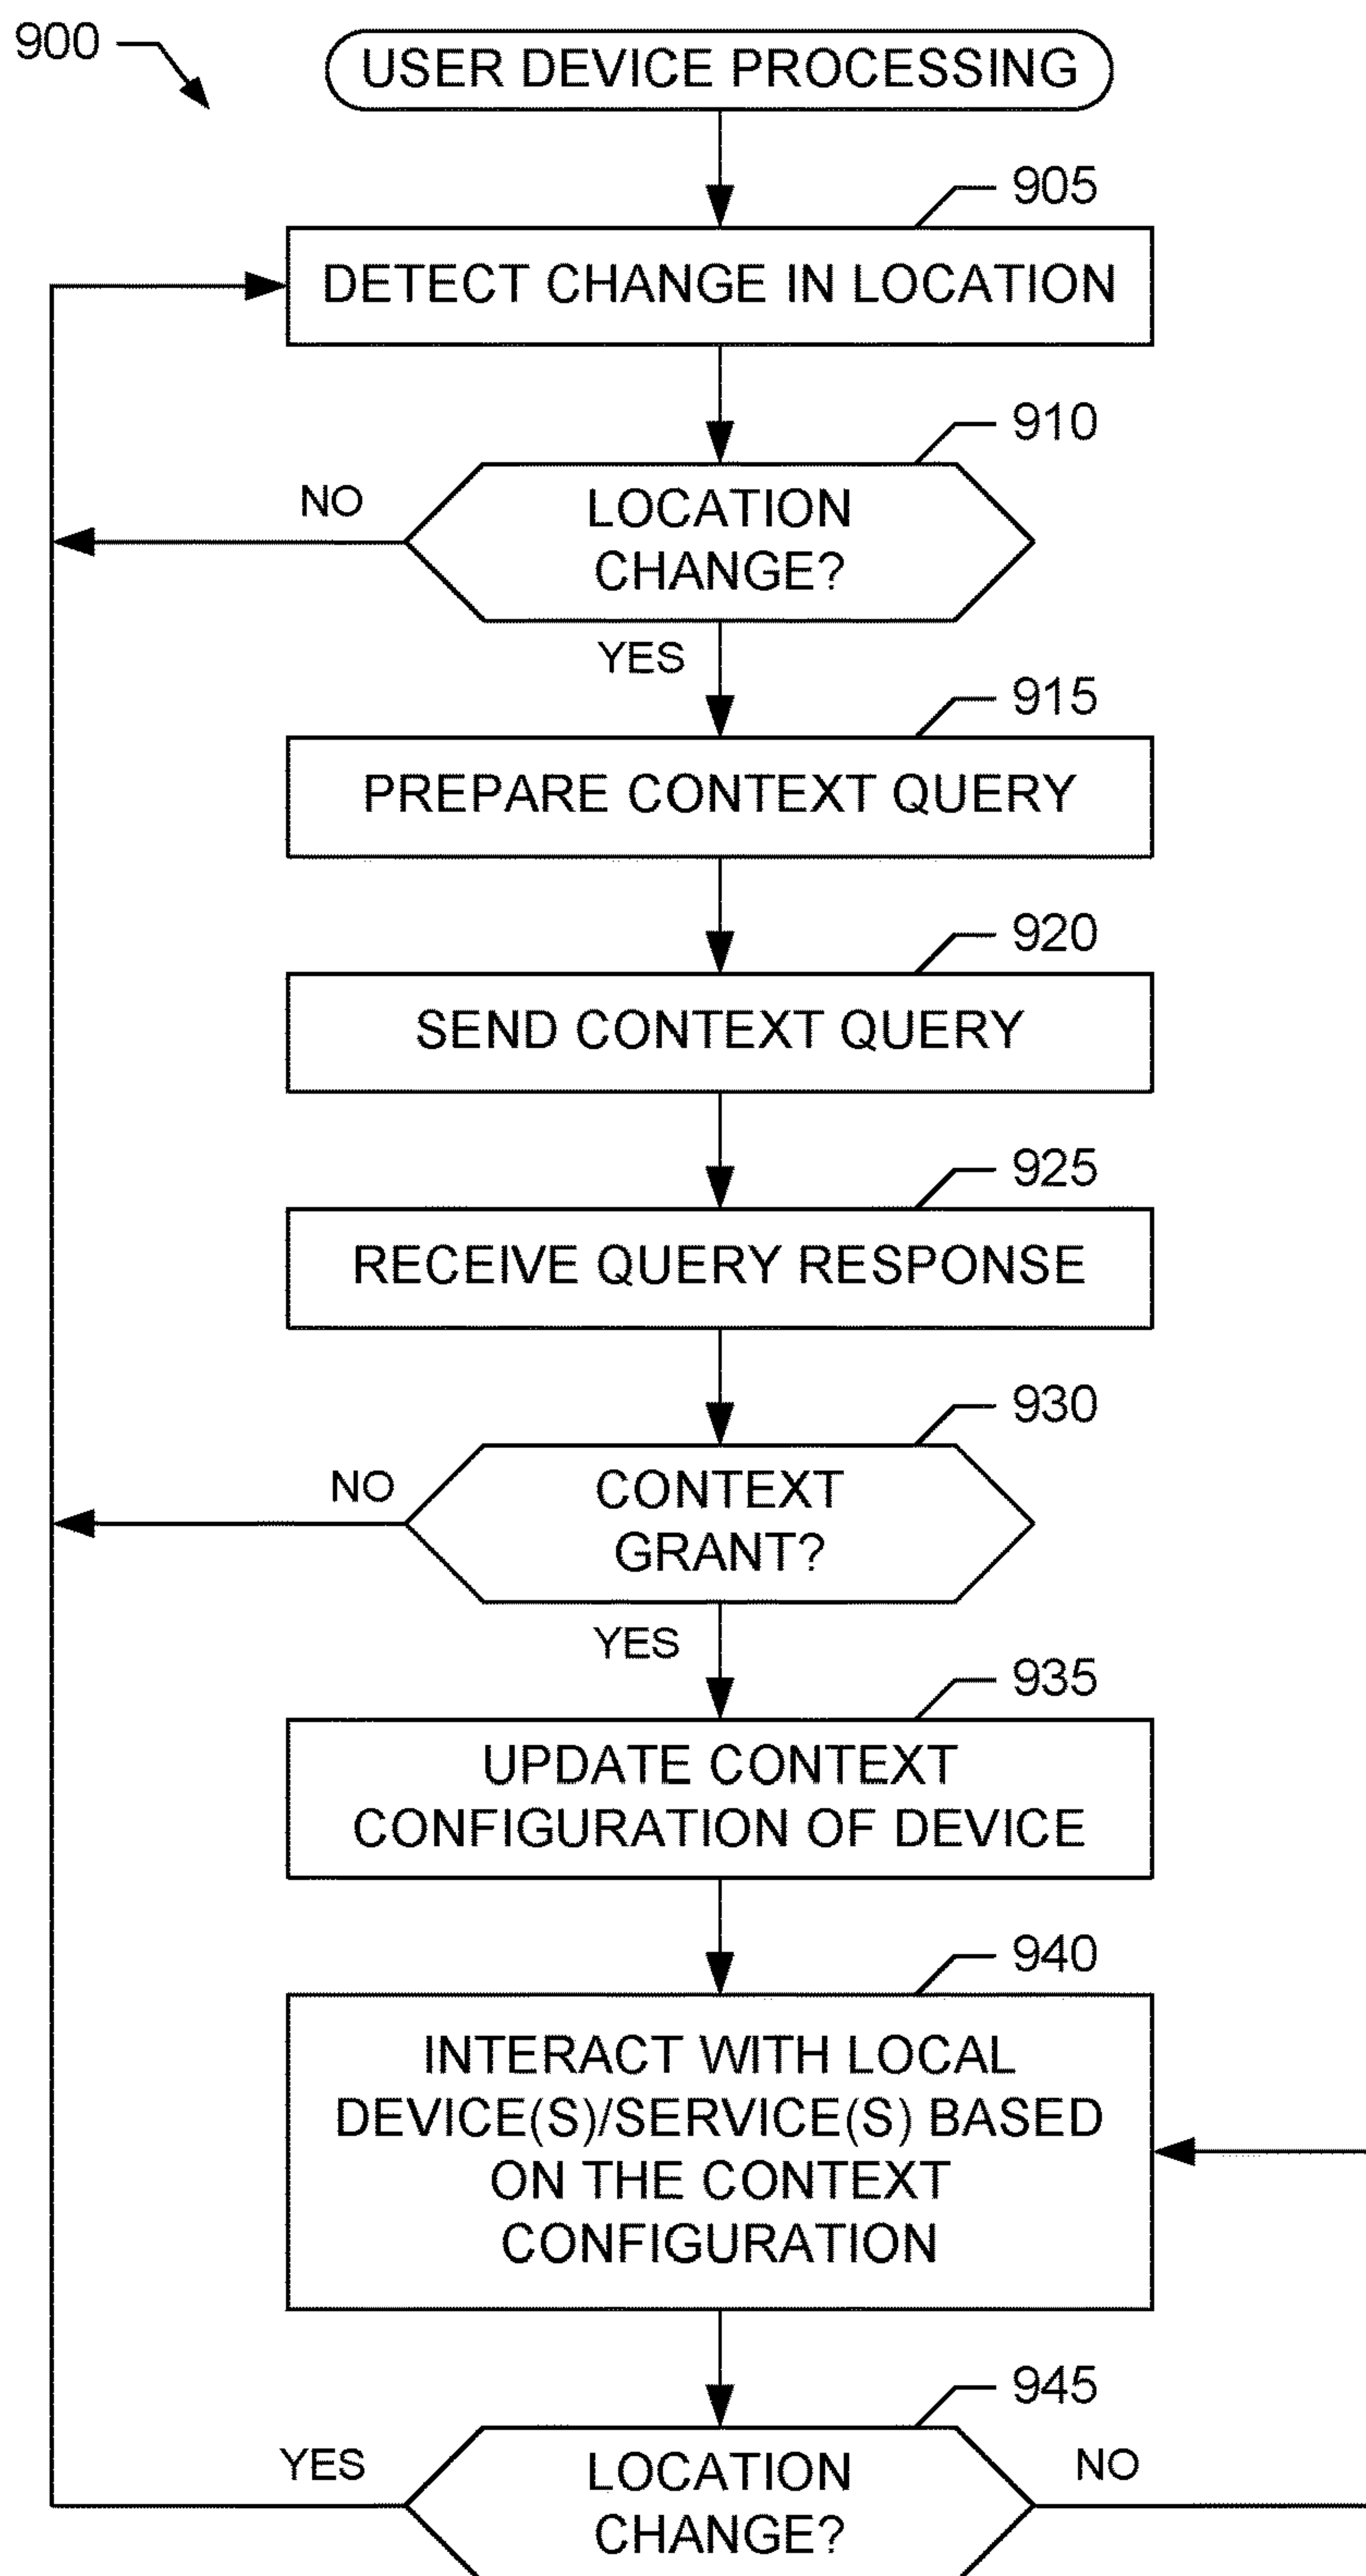 900
USER DEVICE PROCESSING
905
DETECT CHANGE IN LOCATION
910
NO
LOCATION
CHANGE?
YES
915
PREPARE CONTEXT QUERY
920
SEND CONTEXT QUERY
925
RECEIVE QUERY RESPONSE
930
NO
CONTEXT
GRANT?
YES
935
UPDATE CONTEXT
CONFIGURATION OF DEVICE
940
INTERACT WITH LOCAL
DEVICE(S)/SERVICE(S) BASED
ON THE CONTEXT
CONFIGURATION
945
YES
LOCATION
CHANGE?
NO